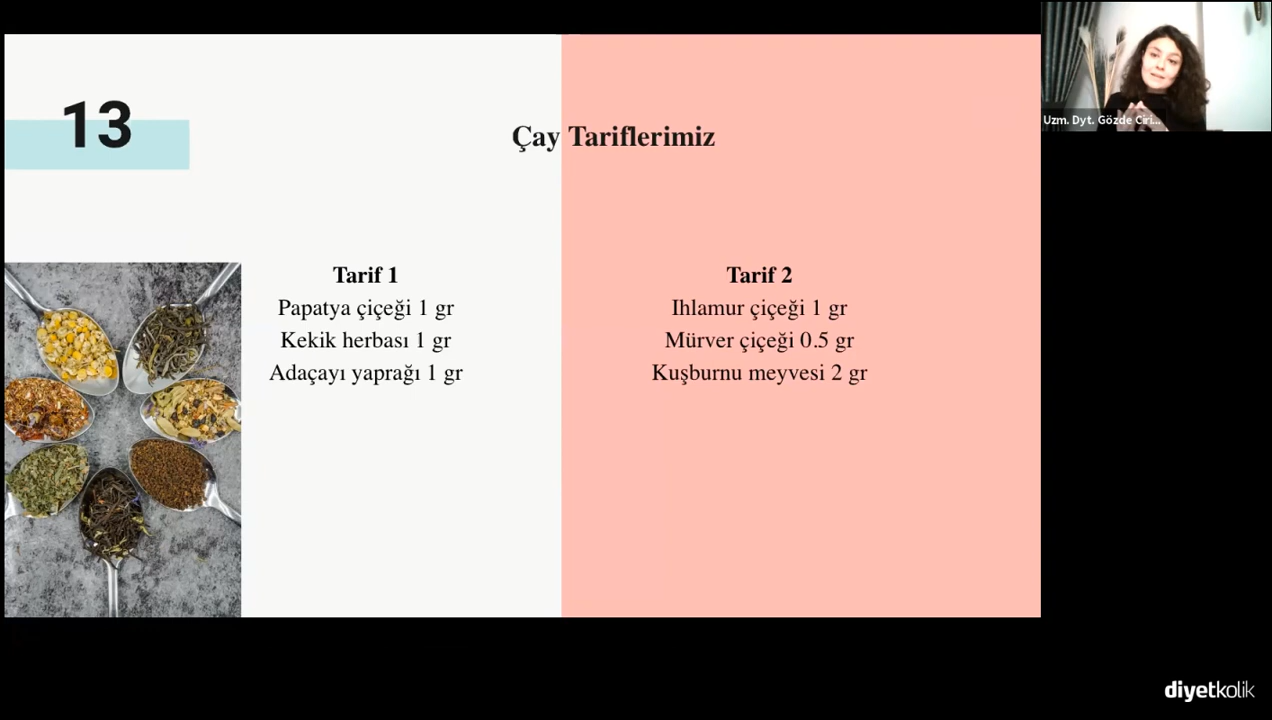 13
Çay Tariflerimiz
Tarif 1
Papatya çiçeği 1 gr
Kekik herbası 1 gr
Adaçayı yaprağı 1 gr
Tarif 2
Ihlamur çiçeği 1 gr
Mürver çiçeği 0.5 gr
Kuşburnu meyvesi 2 gr
Uzm. Dyt. Gözde Ciri...
diyetkolik